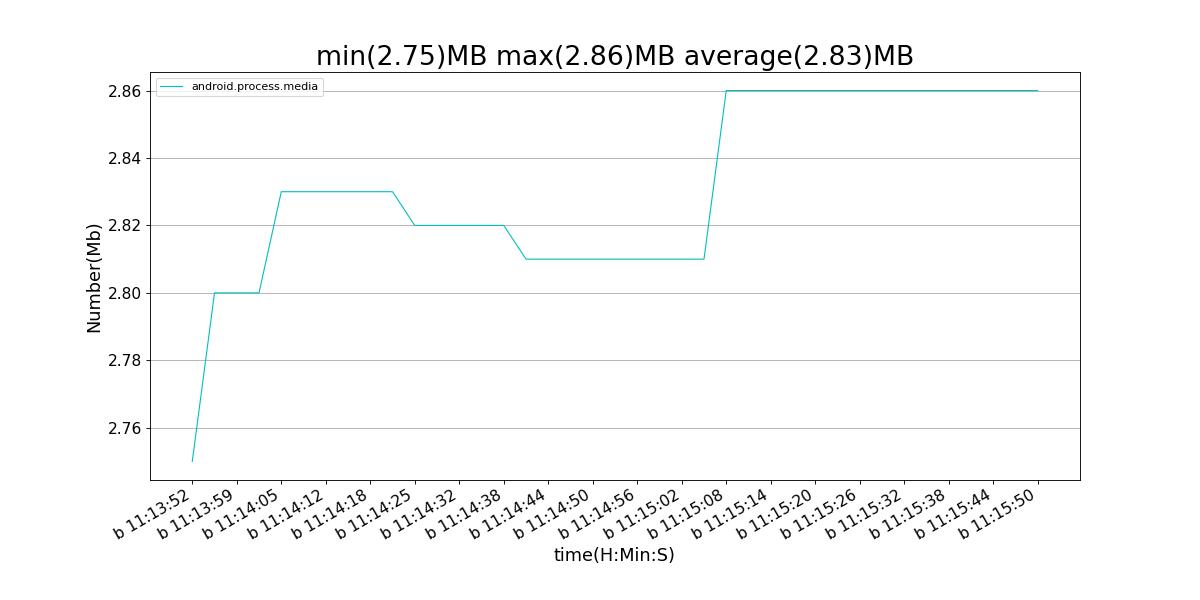 min(2.75)MB max(2.86)MB average(2.83)MB
android.process.media
2.86
2.84
2.82
2.80
2.78
2.76
Number(Mb)
b 11:13:52
b 11:13:59
b 11:14:05
b 11:14:12
b 11:14:18
b 11:14:25
b 11:14:32
b 11:14:38
b 11:14:44
b 11:14:50
b 11:14:56
b 11:15:02
b 11:15:08
b 11:15:14
b 11:15:20
b 11:15:26
b 11:15:32
b 11:15:38
b 11:15:44
b 11:15:50
time(H:Min:S)